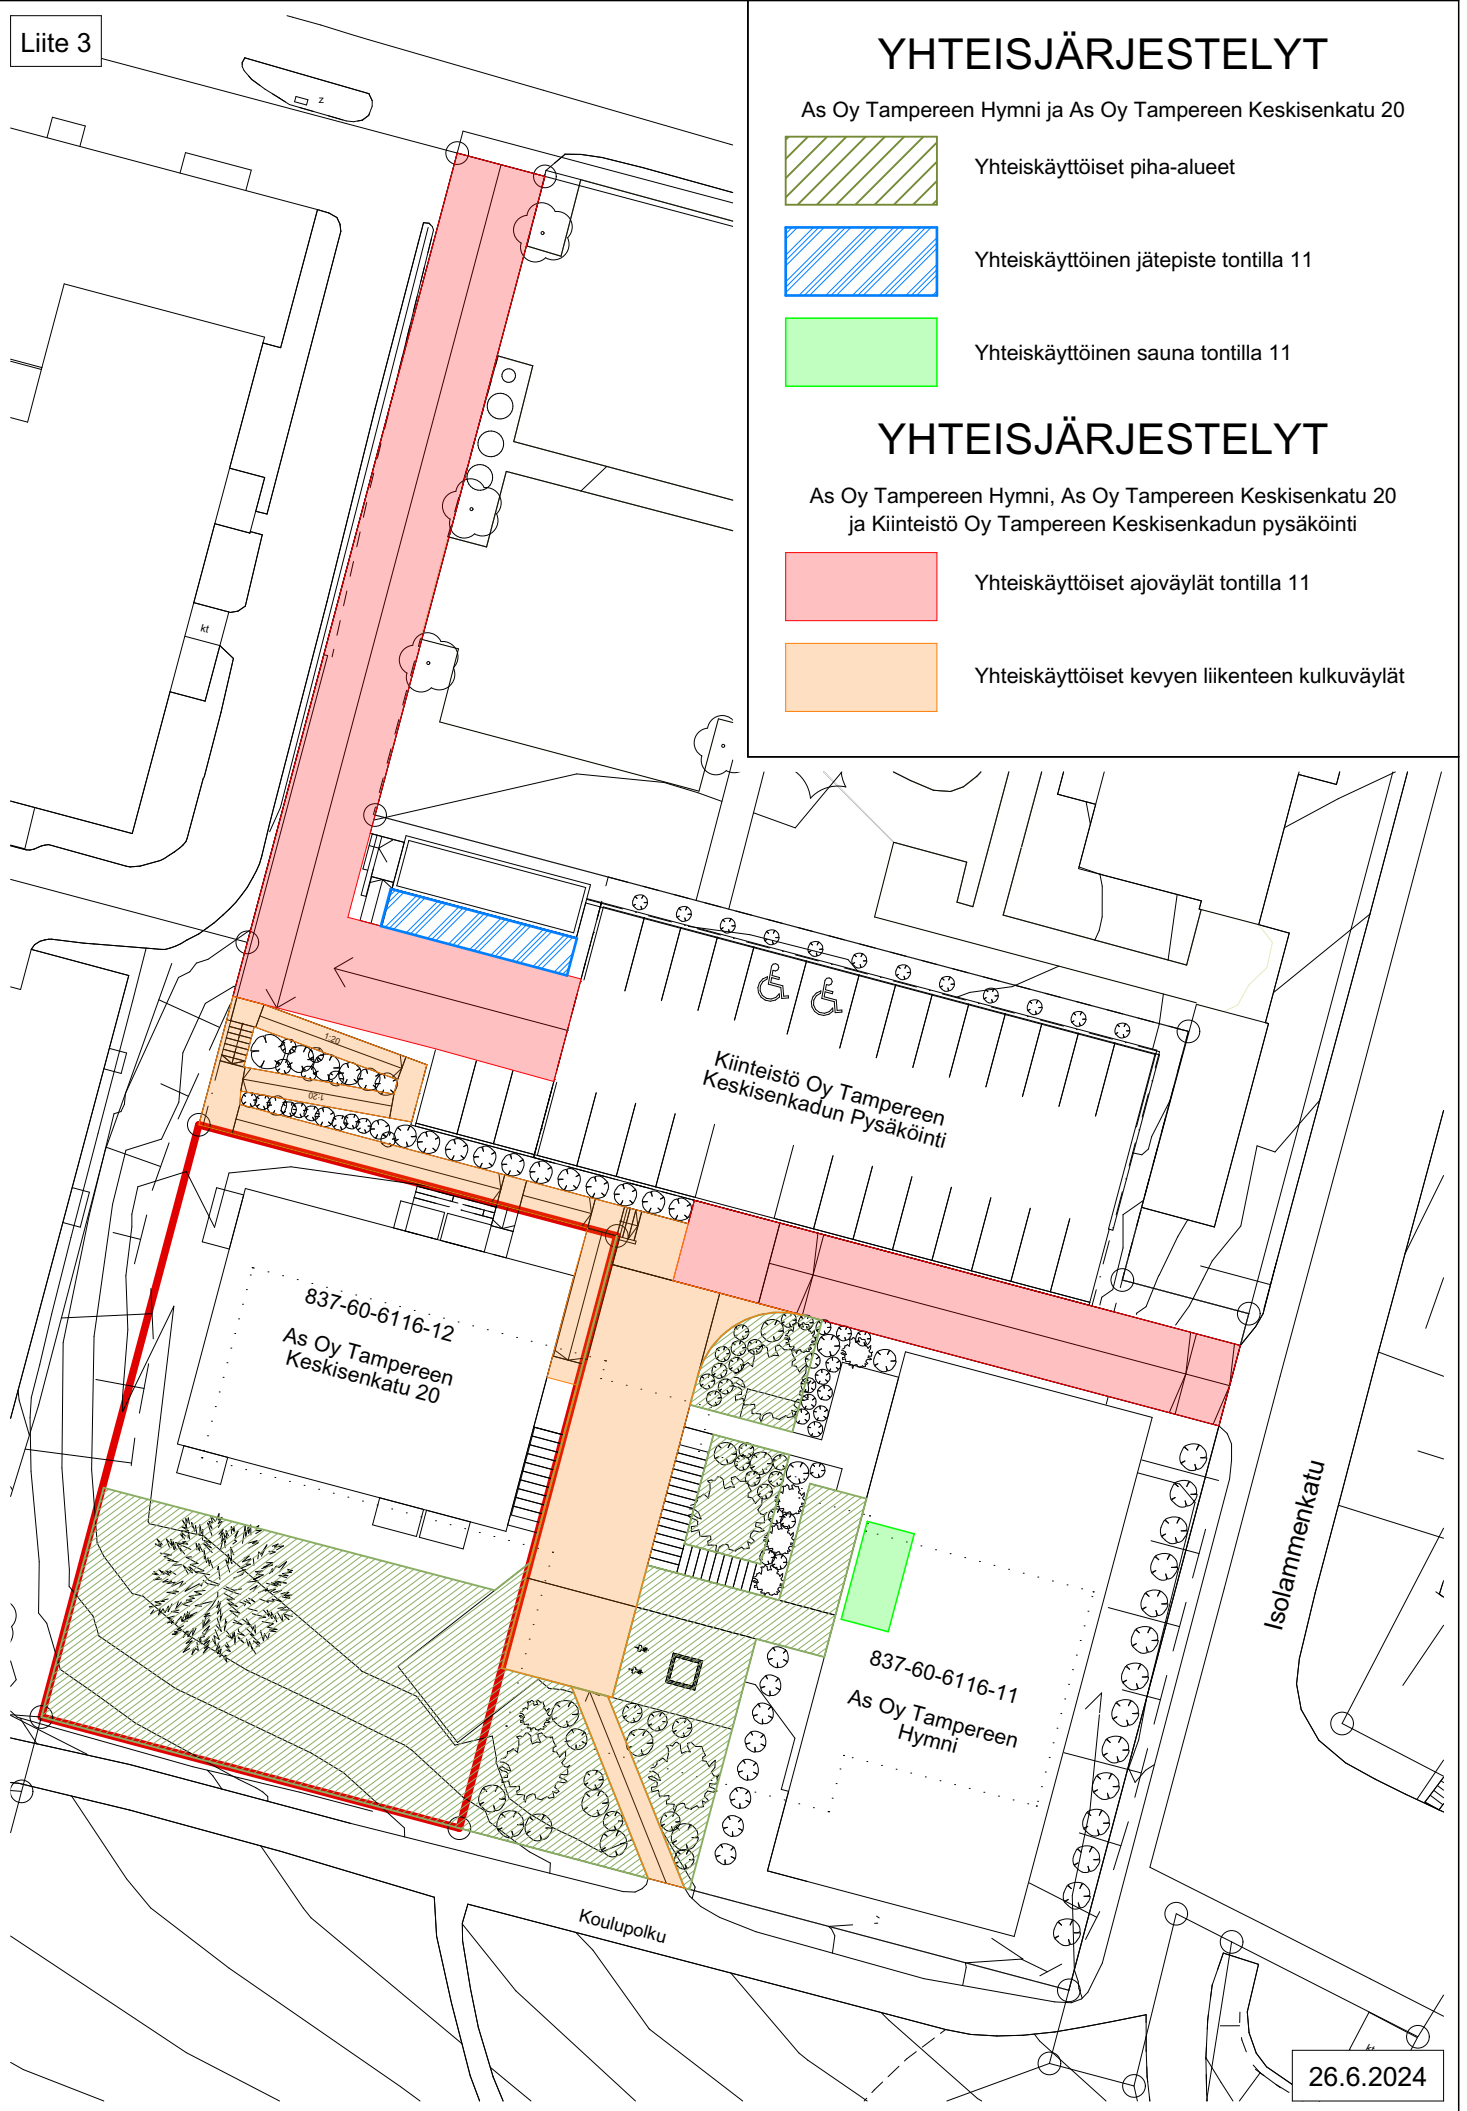 Liite 3
YHTEISJÄRJESTELYT
As Oy Tampereen Hymni ja As Oy Tampereen Keskisenkatu 20
Yhteiskäyttöiset piha-alueet
Yhteiskäyttöinen jätepiste tontilla 11
Yhteiskäyttöinen sauna tontilla 11
YHTEISJÄRJESTELYT
As Oy Tampereen Hymni, As Oy Tampereen Keskisenkatu 20
ja Kiinteistö Oy Tampereen Keskisenkadun pysäköinti
Yhteiskäyttöiset ajoväylät tontilla 11
Yhteiskäyttöiset kevyen liikenteen kulkuväylät
z
kt
1:20
1:20
Kiinteistö Oy Tampereen
Keskisenkadun Pysäköinti
837-60-6116-12
As Oy Tampereen
Keskisenkatu 20
Isolammenkatu
837-60-6116-11
As Oy Tampereen
Hymni
Koulupolku
26.6.2024